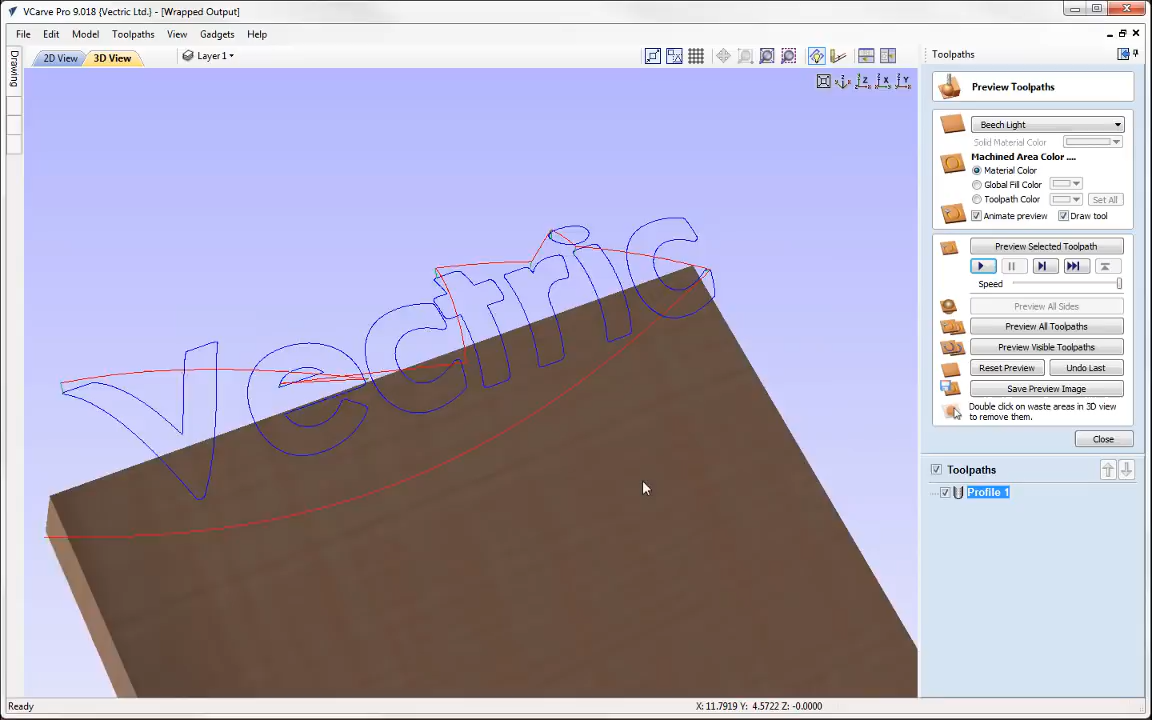 VCarve Pro 9.018 {Vectric Ltd.} - [Wrapped Output]
File Edit Model Toolpaths View Gadgets Help
2D View 3D View Layer 1
Toolpaths
Drawing
Preview Toolpaths
Beech Light
Solid Material Color
Machined Area Color ....
Material Color
Global Fill Color
Toolpath Color Set All
Animate preview Draw tool
Preview Selected Toolpath
Speed
Preview All Sides
Preview All Toolpaths
Preview Visible Toolpaths
Reset Preview Undo Last
Save Preview Image
Double click on waste areas in 3D view
to remove them.
Close
Toolpaths
Profile 1
Vectric
Ready X: 11.7919 Y: 4.5722 Z: -0.0000